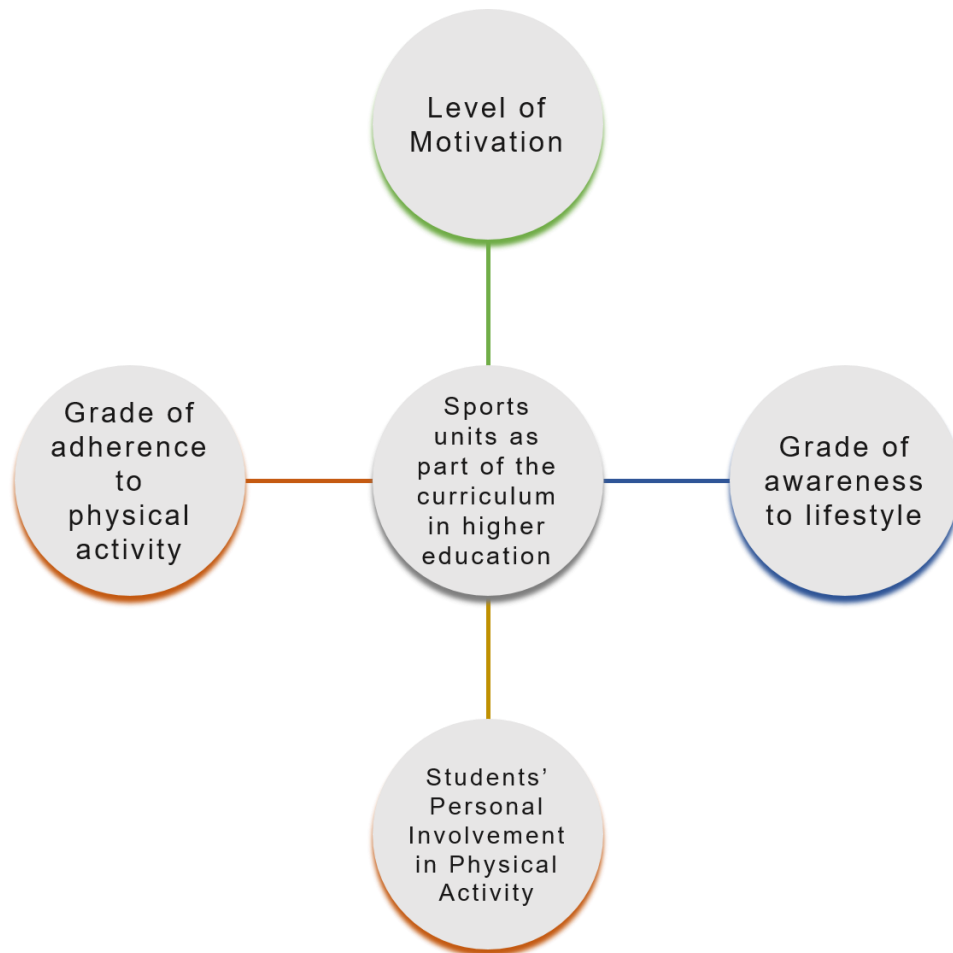 Level of
Motivation
Grade of
adherence
to
physical
activity
Sports
units as
part of the
curriculum
in higher
education
Grade of
awareness
to lifestyle
Students’
Personal
Involvement
in Physical
Activity